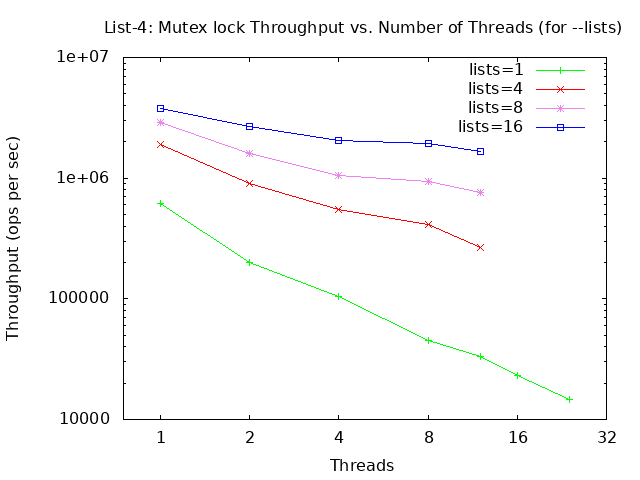 List-4: Mutex lock Throughput vs. Number of Threads (for --lists)
1e+07
lists=1
lists=4
lists=8
lists=16
1e+06
100000
10000
Throughput (ops per sec)
1 2 4 8 16 32
Threads